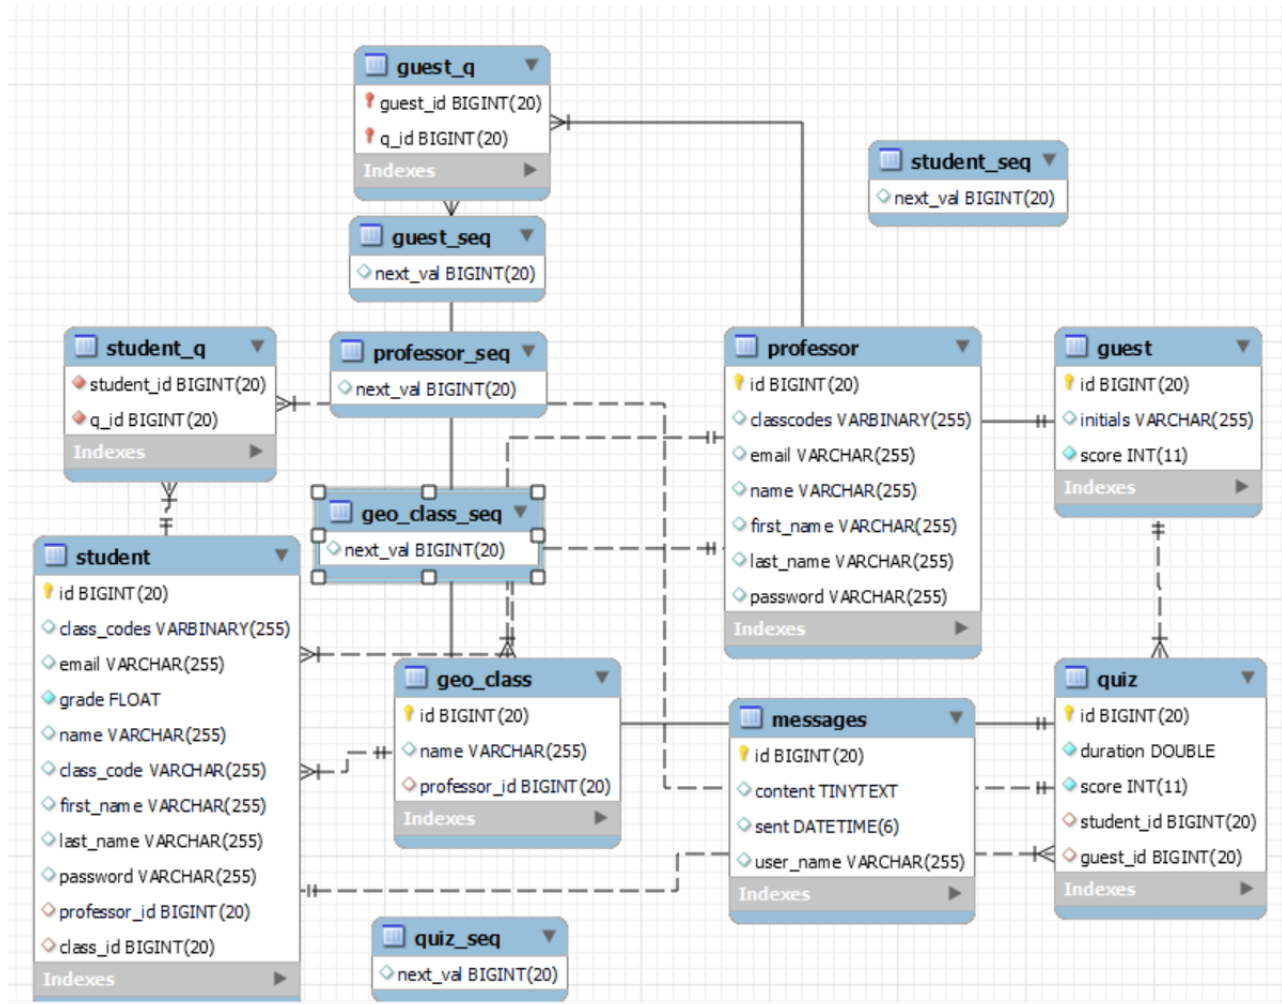 guest_q
guest_id BIGINT(20)
q_id BIGINT(20)
Indexes
student_seq
next_val BIGINT(20)
guest_seq
next_val BIGINT(20)
student_q
student_id BIGINT(20)
q_id BIGINT(20)
Indexes
professor_seq
next_val BIGINT(20)
professor
id BIGINT(20)
classcodes VARBINARY(255)
email VARCHAR(255)
name VARCHAR(255)
first_name VARCHAR(255)
last_name VARCHAR(255)
password VARCHAR(255)
Indexes
guest
id BIGINT(20)
initials VARCHAR(255)
score INT(11)
Indexes
geo_class_seq
next_val BIGINT(20)
student
id BIGINT(20)
class_codes VARBINARY(255)
email VARCHAR(255)
grade FLOAT
name VARCHAR(255)
class_code VARCHAR(255)
first_name VARCHAR(255)
last_name VARCHAR(255)
password VARCHAR(255)
professor_id BIGINT(20)
class_id BIGINT(20)
Indexes
geo_class
id BIGINT(20)
name VARCHAR(255)
professor_id BIGINT(20)
Indexes
messages
id BIGINT(20)
content TINYTEXT
sent DATETIME(6)
user_name VARCHAR(255)
Indexes
quiz
id BIGINT(20)
duration DOUBLE
score INT(11)
student_id BIGINT(20)
guest_id BIGINT(20)
Indexes
quiz_seq
next_val BIGINT(20)